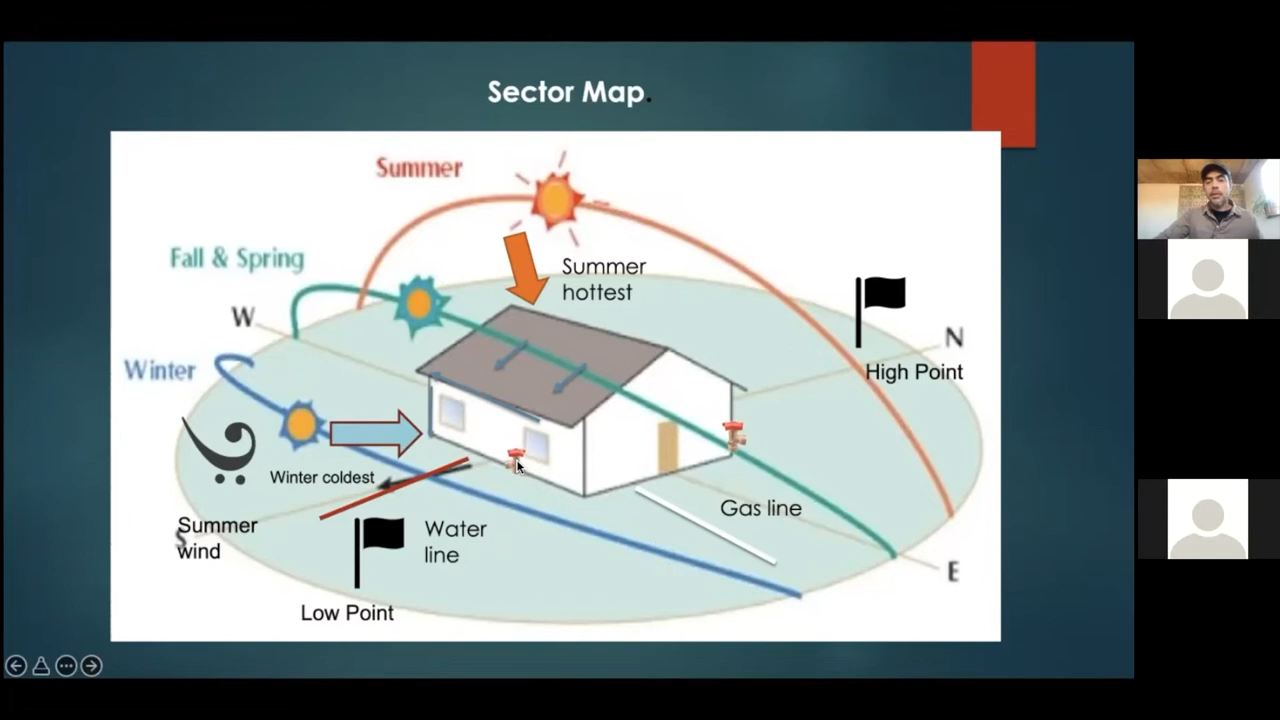 Sector Map.
Summer
Fall & Spring
Summer
hottest
W
N
Winter
High Point
Winter coldest
Gas line
Summer
wind
S
Water
line
E
Low Point